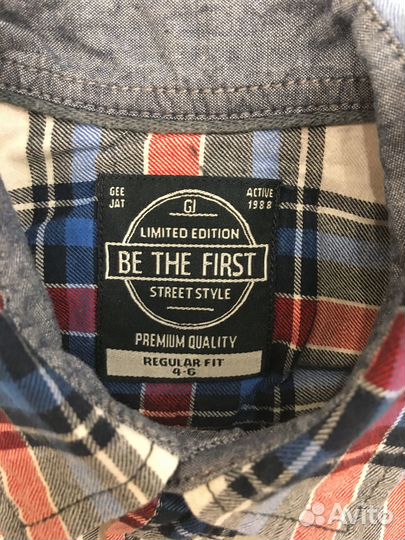 GEE JAT
GJ
ACTIVE 1988
LIMITED EDITION
BE THE FIRST
STREET STYLE
PREMIUM QUALITY
REGULAR FIT
4-6
Avito